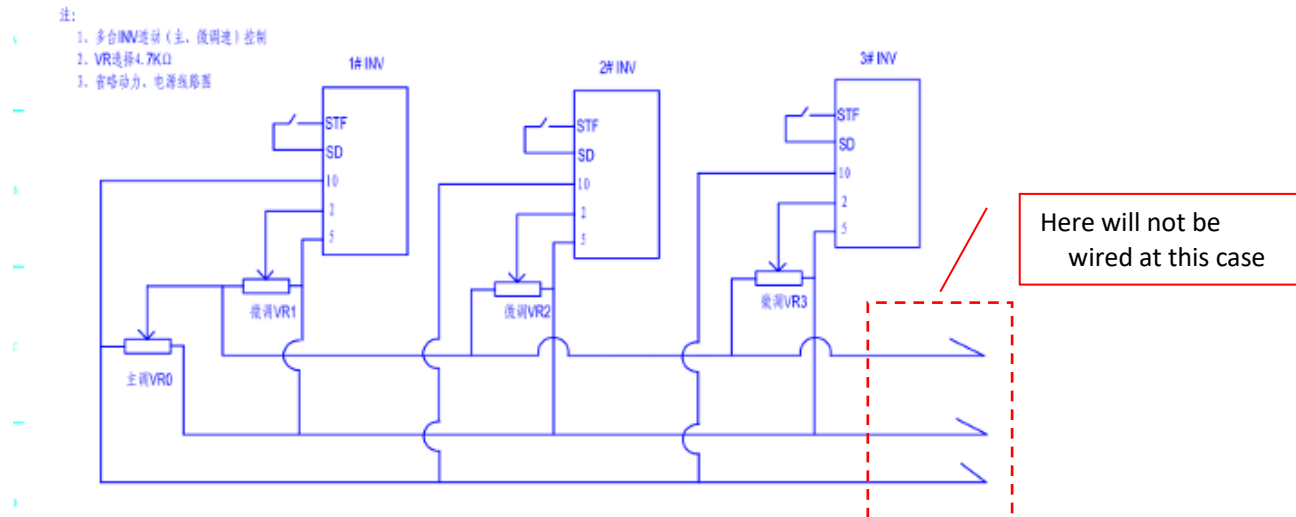 注:
1、多台INV连动(主、微调速)控制
2、VR选择4.7KΩ
3、省略动力、电源线路图
1# INV
2# INV
3# INV
STF
SD
10
2
5
STF
SD
10
2
5
STF
SD
10
2
5
微调VR1
微调VR2
微调VR3
主调VR0
Here will not be
wired at this case